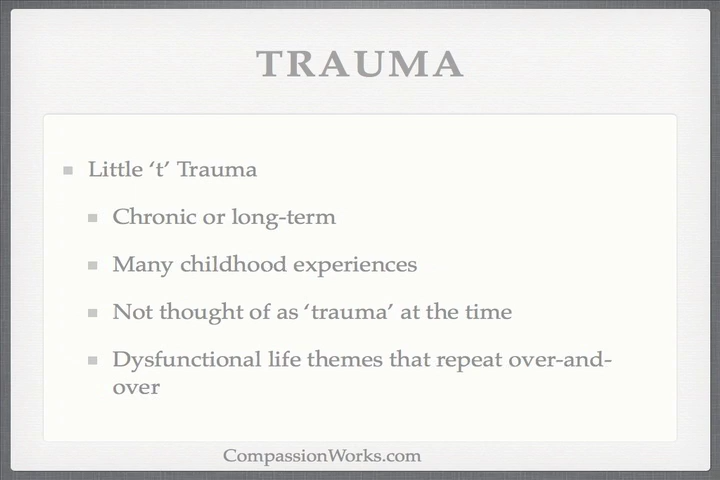 TRAUMA
Little ‘t’ Trauma
Chronic or long-term
Many childhood experiences
Not thought of as ‘trauma’ at the time
Dysfunctional life themes that repeat over-and-
over
CompassionWorks.com